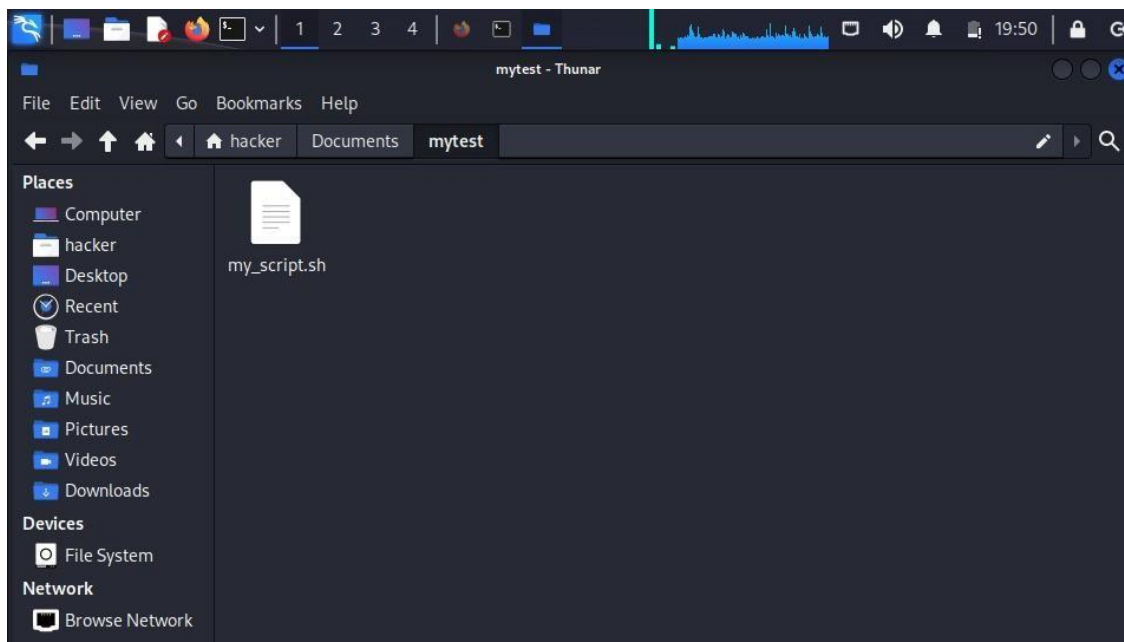 1 2 3 4 19:50
mytest - Thunar
File Edit View Go Bookmarks Help
hacker Documents mytest
Places
Computer
hacker
my_script.sh
Desktop
Recent
Trash
Documents
Music
Pictures
Videos
Downloads
Devices
File System
Network
Browse Network